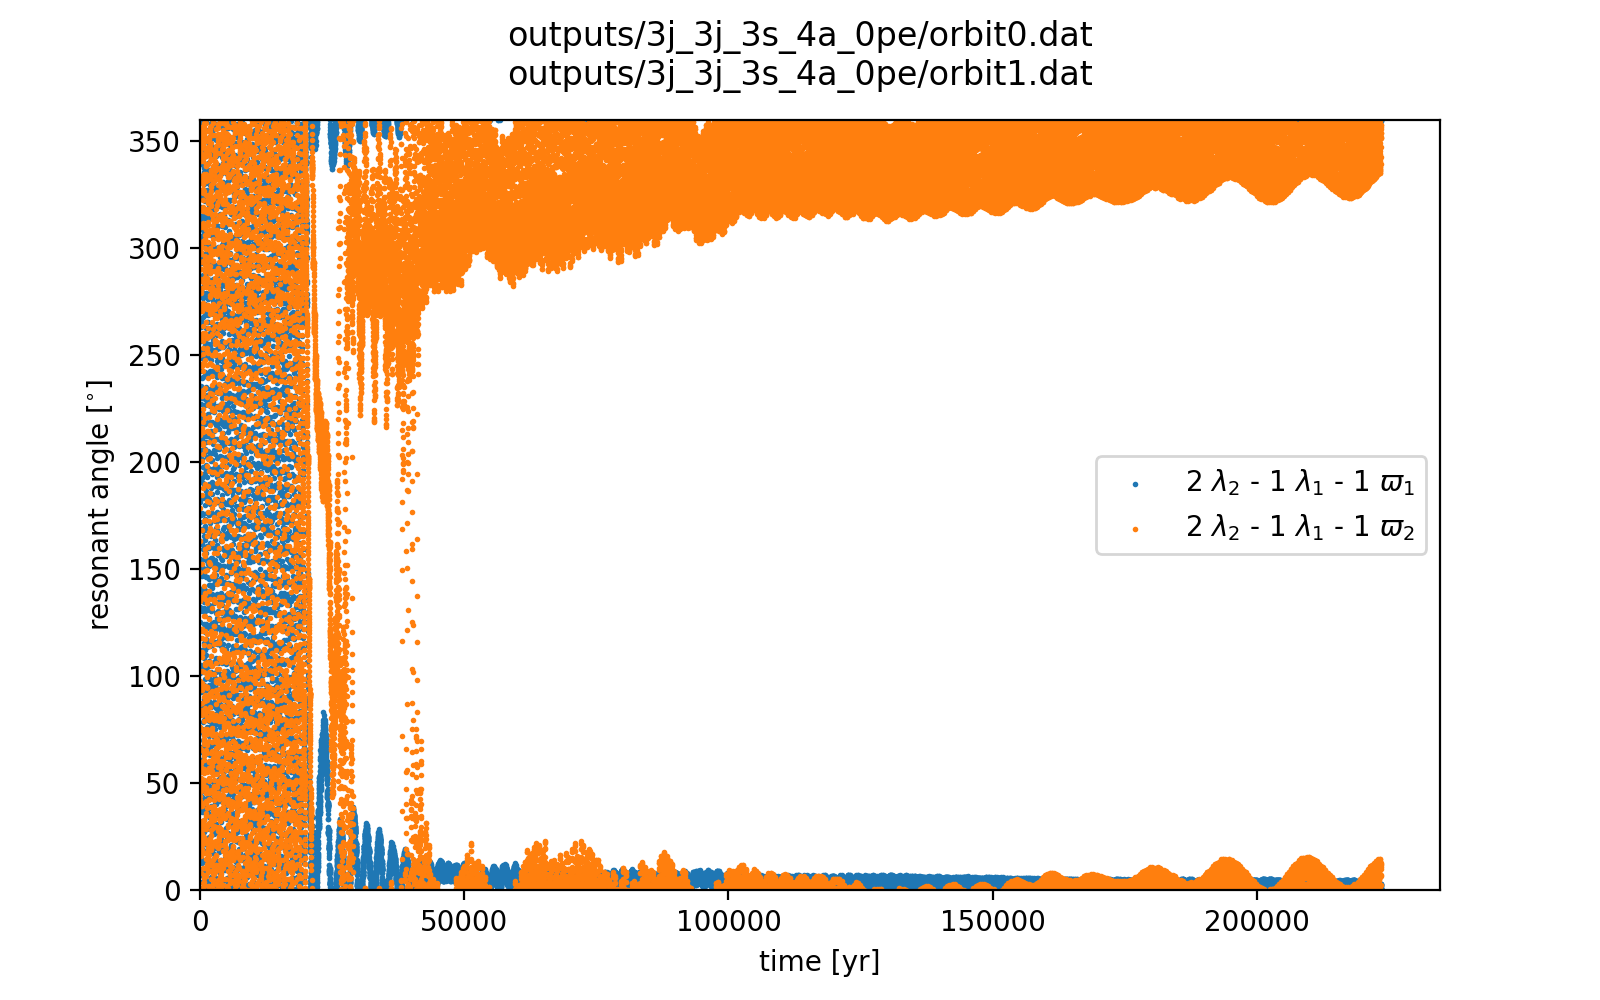 outputs/3j_3j_3s_4a_0pe/orbit0.dat
outputs/3j_3j_3s_4a_0pe/orbit1.dat
350
300
250
200
150
100
50
0
resonant angle [°]
2 λ₂ - 1 λ₁ - 1 ϖ₁
2 λ₂ - 1 λ₁ - 1 ϖ₂
0
50000
100000
150000
200000
time [yr]